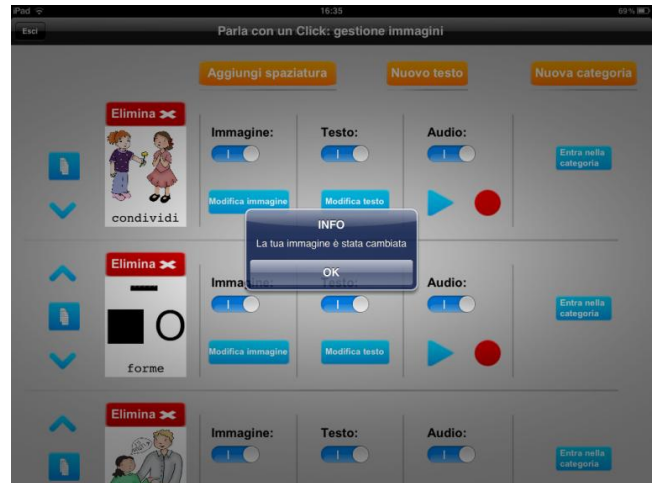 iPad 16:35 69%
Esci Parla con un Click: gestione immagini
Aggiungi spaziatura Nuovo testo Nuova categoria
Elimina
Immagine: Testo: Audio:
Entra nella
categoria
Modifica immagine Modifica testo
condividi
INFO
La tua immagine è stata cambiata
OK
Elimina
Immagine: Testo: Audio:
Entra nella
categoria
Modifica immagine Modifica testo
forme
Elimina
Immagine: Testo: Audio:
Entra nella
categoria